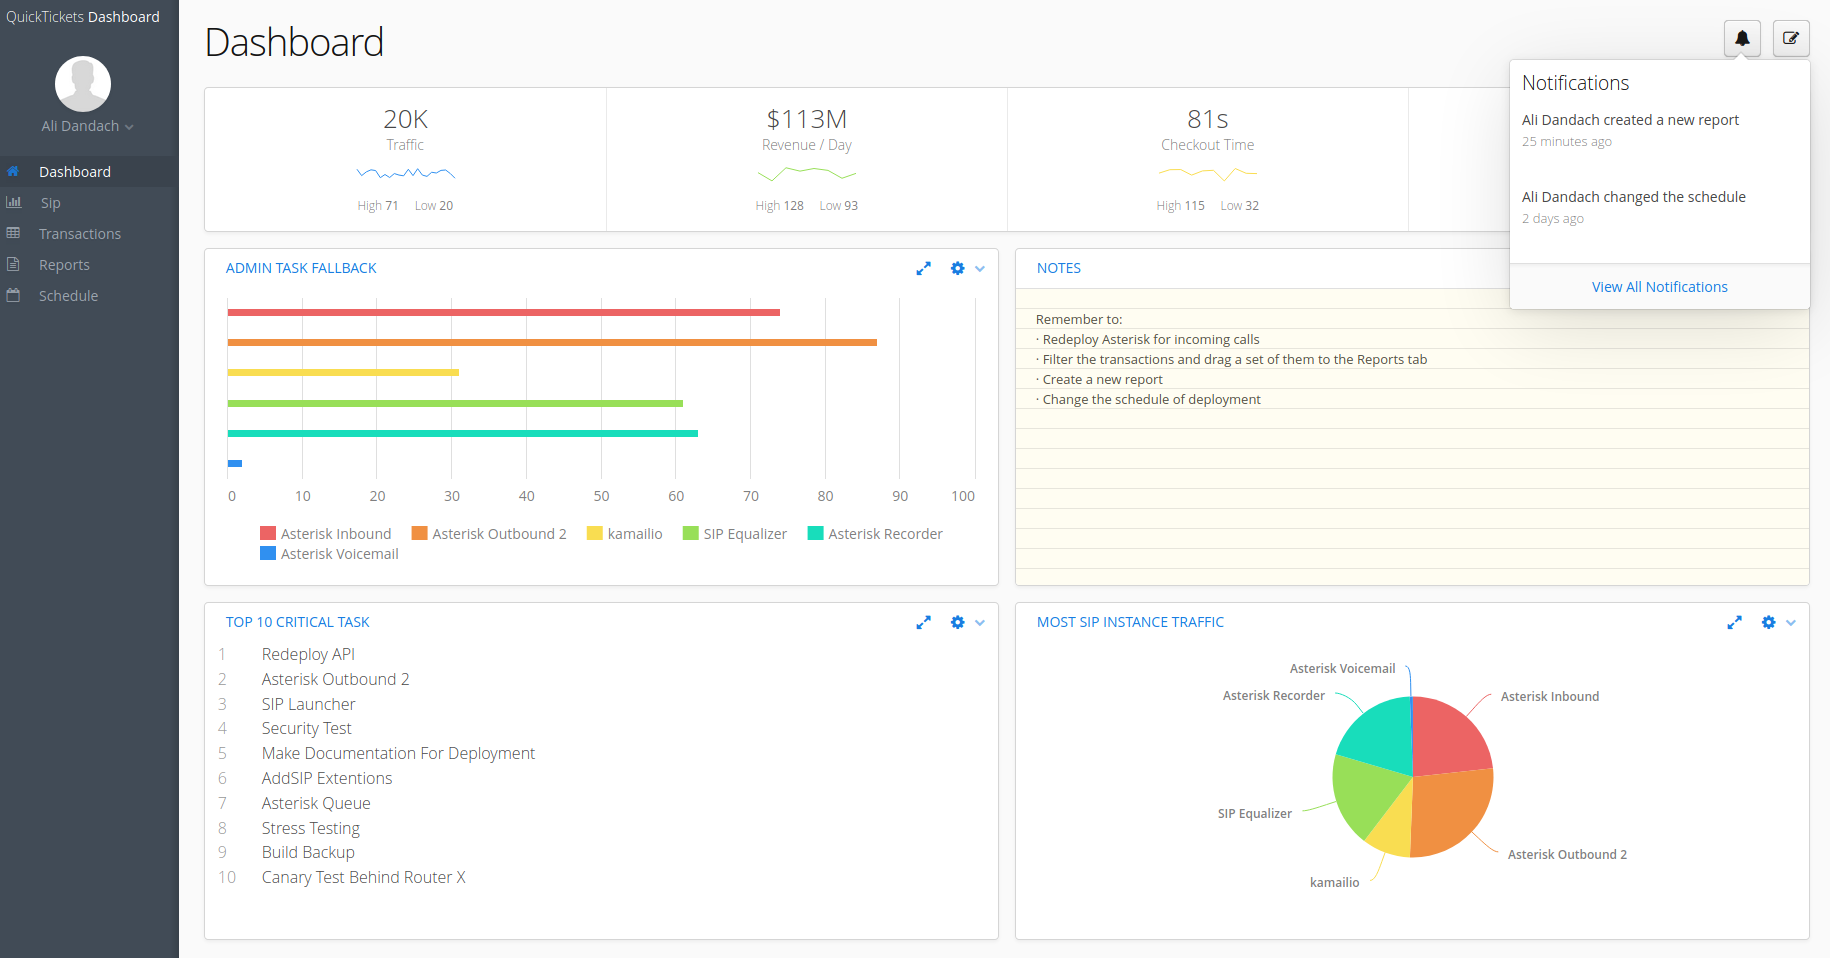 QuickTickets Dashboard
Ali Dandach
Dashboard
Sip
Transactions
Reports
Schedule
Dashboard
20K
Traffic
High 71 Low 20
$113M
Revenue / Day
High 128 Low 93
81s
Checkout Time
High 115 Low 32
Notifications
Ali Dandach created a new report
25 minutes ago
Ali Dandach changed the schedule
2 days ago
View All Notifications
ADMIN TASK FALLBACK
0 10 20 30 40 50 60 70 80 90 100
Asterisk Inbound Asterisk Outbound 2 kamailio SIP Equalizer Asterisk Recorder
Asterisk Voicemail
NOTES
Remember to:
· Redeploy Asterisk for incoming calls
· Filter the transactions and drag a set of them to the Reports tab
· Create a new report
· Change the schedule of deployment
TOP 10 CRITICAL TASK
1 Redeploy API
2 Asterisk Outbound 2
3 SIP Launcher
4 Security Test
5 Make Documentation For Deployment
6 AddSIP Extentions
7 Asterisk Queue
8 Stress Testing
9 Build Backup
10 Canary Test Behind Router X
MOST SIP INSTANCE TRAFFIC
Asterisk Voicemail
Asterisk Recorder
Asterisk Inbound
SIP Equalizer
Asterisk Outbound 2
kamailio